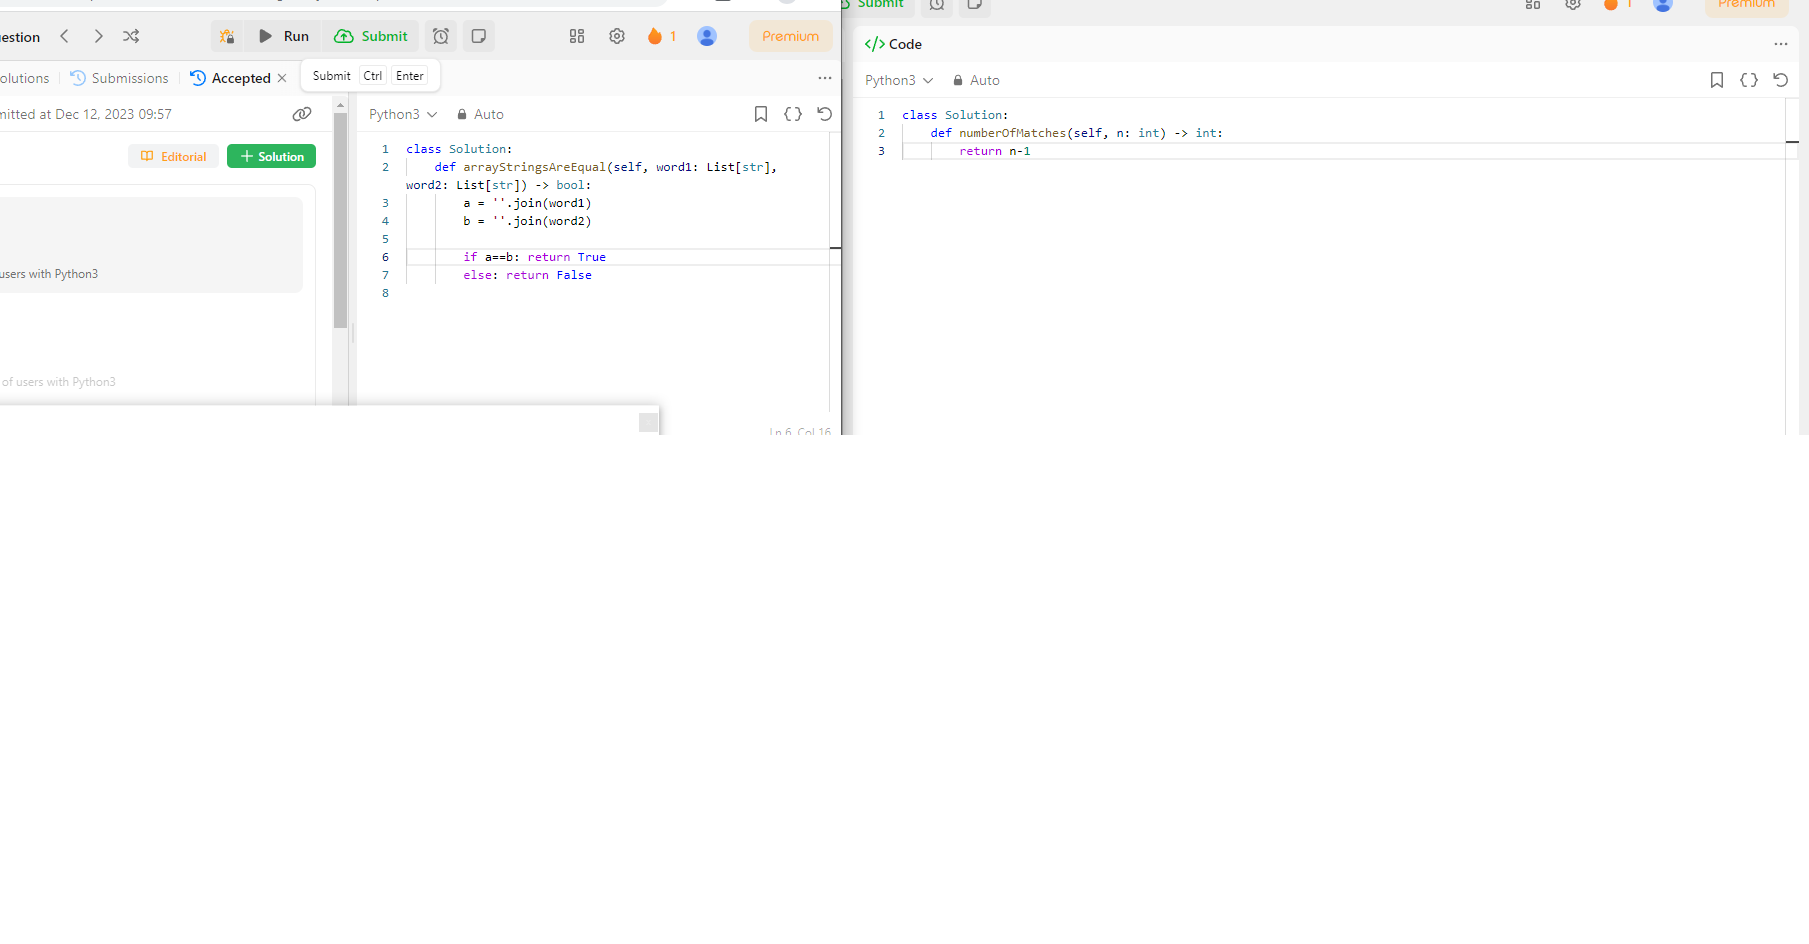 Submit
Premium
1
estion
Run
Submit
1
Premium
olutions
Submissions
Accepted
Submit Ctrl Enter
mitted at Dec 12, 2023 09:57
Editorial
Solution
users with Python3
of users with Python3
Python3
Auto
1 class Solution:
2 def arrayStringsAreEqual(self, word1: List[str],
word2: List[str]) -> bool:
3 a = ''.join(word1)
4 b = ''.join(word2)
5
6 if a==b: return True
7 else: return False
8
Ln 6, Col 16
</> Code
Python3
Auto
1 class Solution:
2 def numberOfMatches(self, n: int) -> int:
3 return n-1